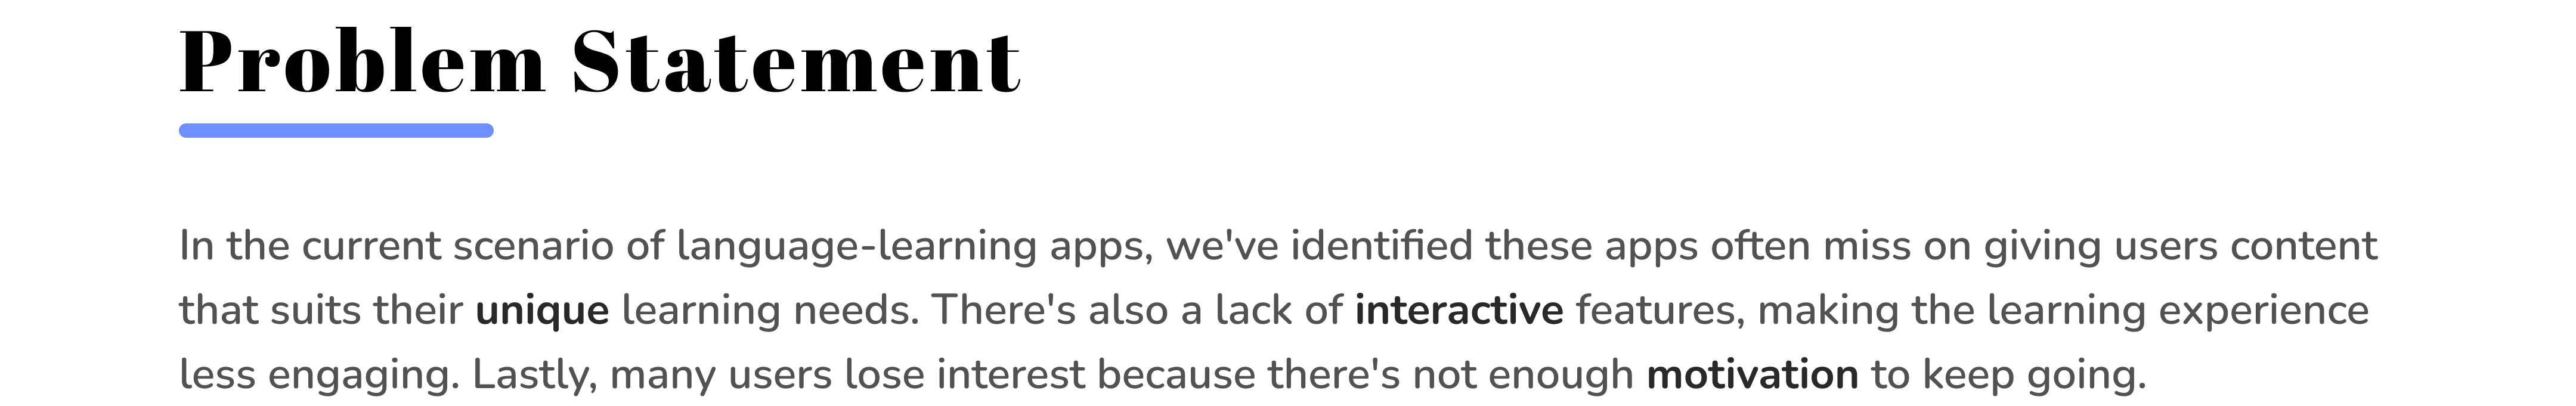 Problem Statement
In the current scenario of language-learning apps, we've identified these apps often miss on giving users content
that suits their unique learning needs. There's also a lack of interactive features, making the learning experience
less engaging. Lastly, many users lose interest because there's not enough motivation to keep going.